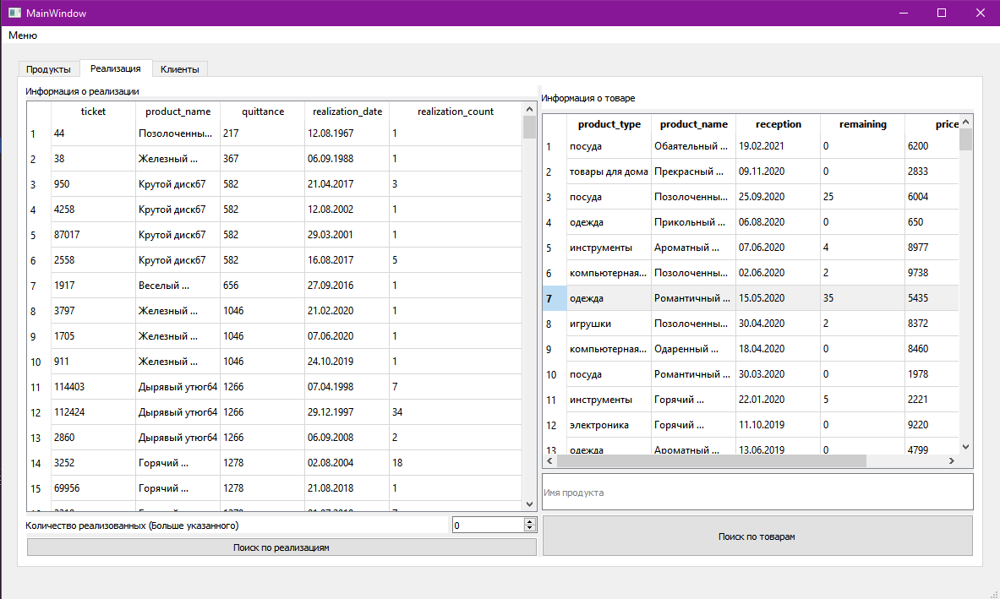 MainWindow
Меню
Продукты Реализация Клиенты
Информация о реализации
ticket product_name quittance realization_date realization_count
1 44 Позолоченны... 217 12.08.1967 1
2 38 Железный ... 367 06.09.1988 1
3 950 Крутой диск67 582 21.04.2017 3
4 4258 Крутой диск67 582 12.08.2002 1
5 87017 Крутой диск67 582 29.03.2001 1
6 2558 Крутой диск67 582 16.08.2017 5
7 1917 Веселый ... 656 27.09.2016 1
8 3797 Железный ... 1046 21.02.2020 1
9 1705 Железный ... 1046 07.06.2020 1
10 911 Железный ... 1046 24.10.2019 1
11 114403 Дырявый утюг64 1266 07.04.1998 7
12 112424 Дырявый утюг64 1266 29.12.1997 34
13 2860 Дырявый утюг64 1266 06.09.2008 2
14 3252 Горячий ... 1278 02.08.2004 18
15 69956 Горячий ... 1278 21.08.2018 1
Количество реализованных (Больше указанного) 0
Поиск по реализациям
Информация о товаре
product_type product_name reception remaining price
1 посуда Обаятельный ... 19.02.2021 0 6200
2 товары для дома Прекрасный ... 09.11.2020 0 2833
3 посуда Позолоченны... 25.09.2020 25 6004
4 одежда Прикольный ... 06.08.2020 0 650
5 инструменты Ароматный ... 07.06.2020 4 8977
6 компьютерная... Позолоченны... 02.06.2020 2 9738
7 одежда Романтичный ... 15.05.2020 35 5435
8 игрушки Позолоченны... 30.04.2020 2 8372
9 компьютерная... Одаренный ... 18.04.2020 0 8460
10 посуда Романтичный ... 30.03.2020 0 1978
11 инструменты Горячий ... 22.01.2020 5 2221
12 электроника Горячий ... 11.10.2019 0 9220
13 одежда Ароматный ... 13.06.2019 0 4799
Имя продукта
Поиск по товарам